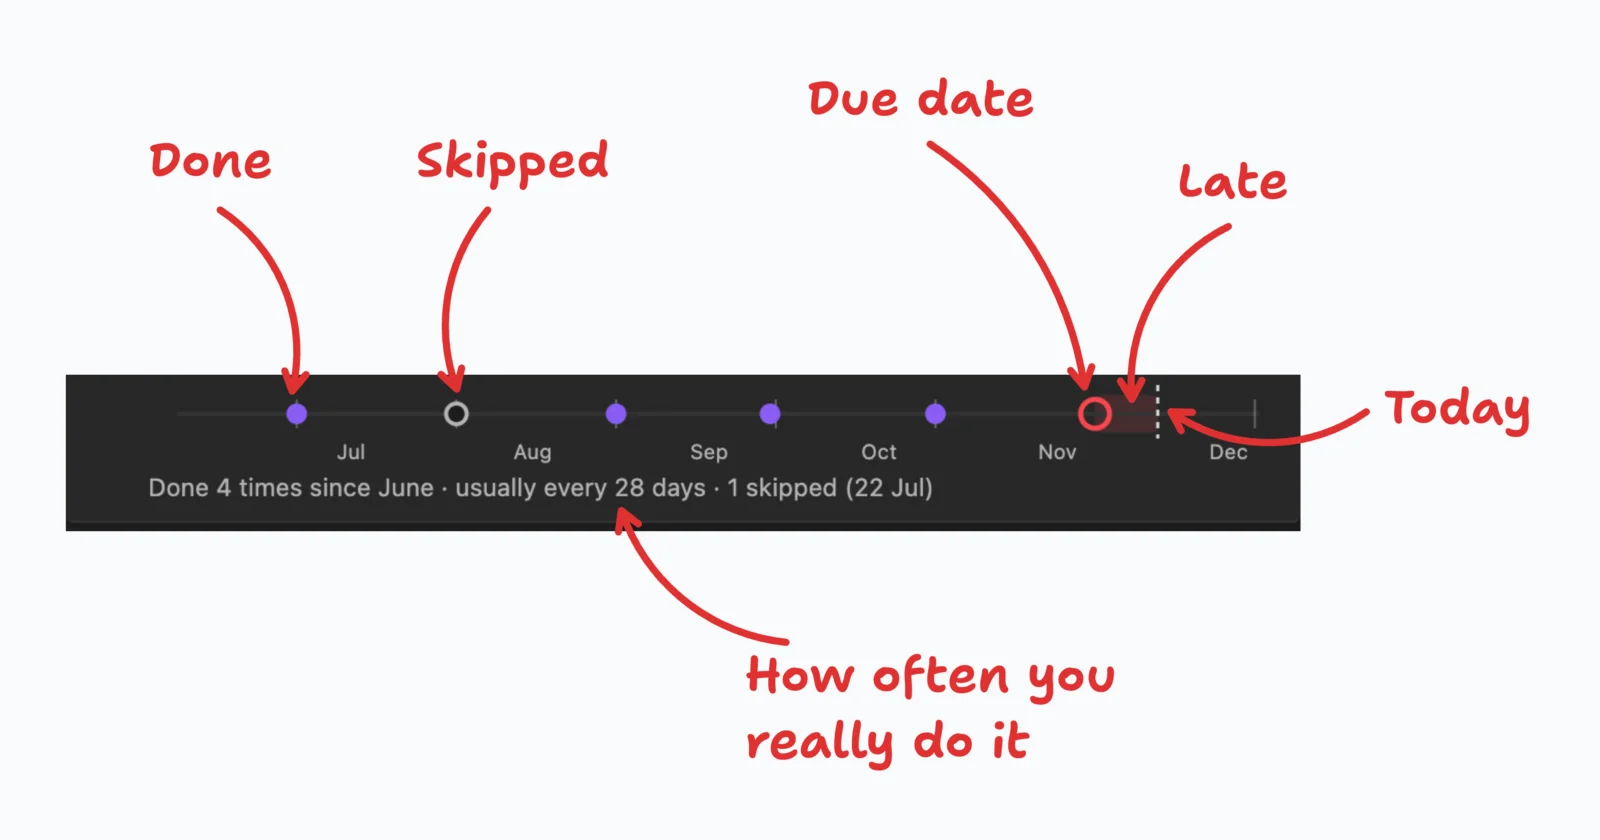 Due date
Done
Skipped
Late
Today
Jul Aug Sep Oct Nov Dec
Done 4 times since June · usually every 28 days · 1 skipped (22 Jul)
How often you
really do it